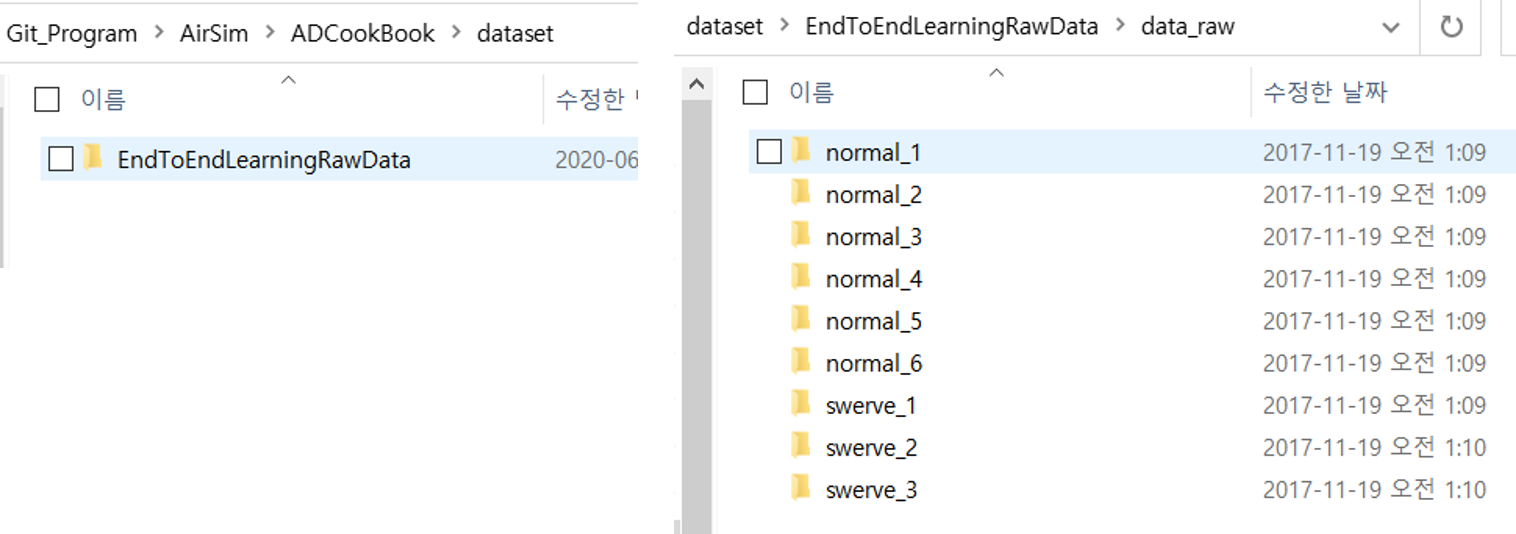 Git_Program > AirSim > ADCookBook > dataset
이름 수정한
EndToEndLearningRawData 2020-06
dataset > EndToEndLearningRawData > data_raw
이름 수정한 날짜
normal_1 2017-11-19 오전 1:09
normal_2 2017-11-19 오전 1:09
normal_3 2017-11-19 오전 1:09
normal_4 2017-11-19 오전 1:09
normal_5 2017-11-19 오전 1:09
normal_6 2017-11-19 오전 1:09
swerve_1 2017-11-19 오전 1:09
swerve_2 2017-11-19 오전 1:10
swerve_3 2017-11-19 오전 1:10